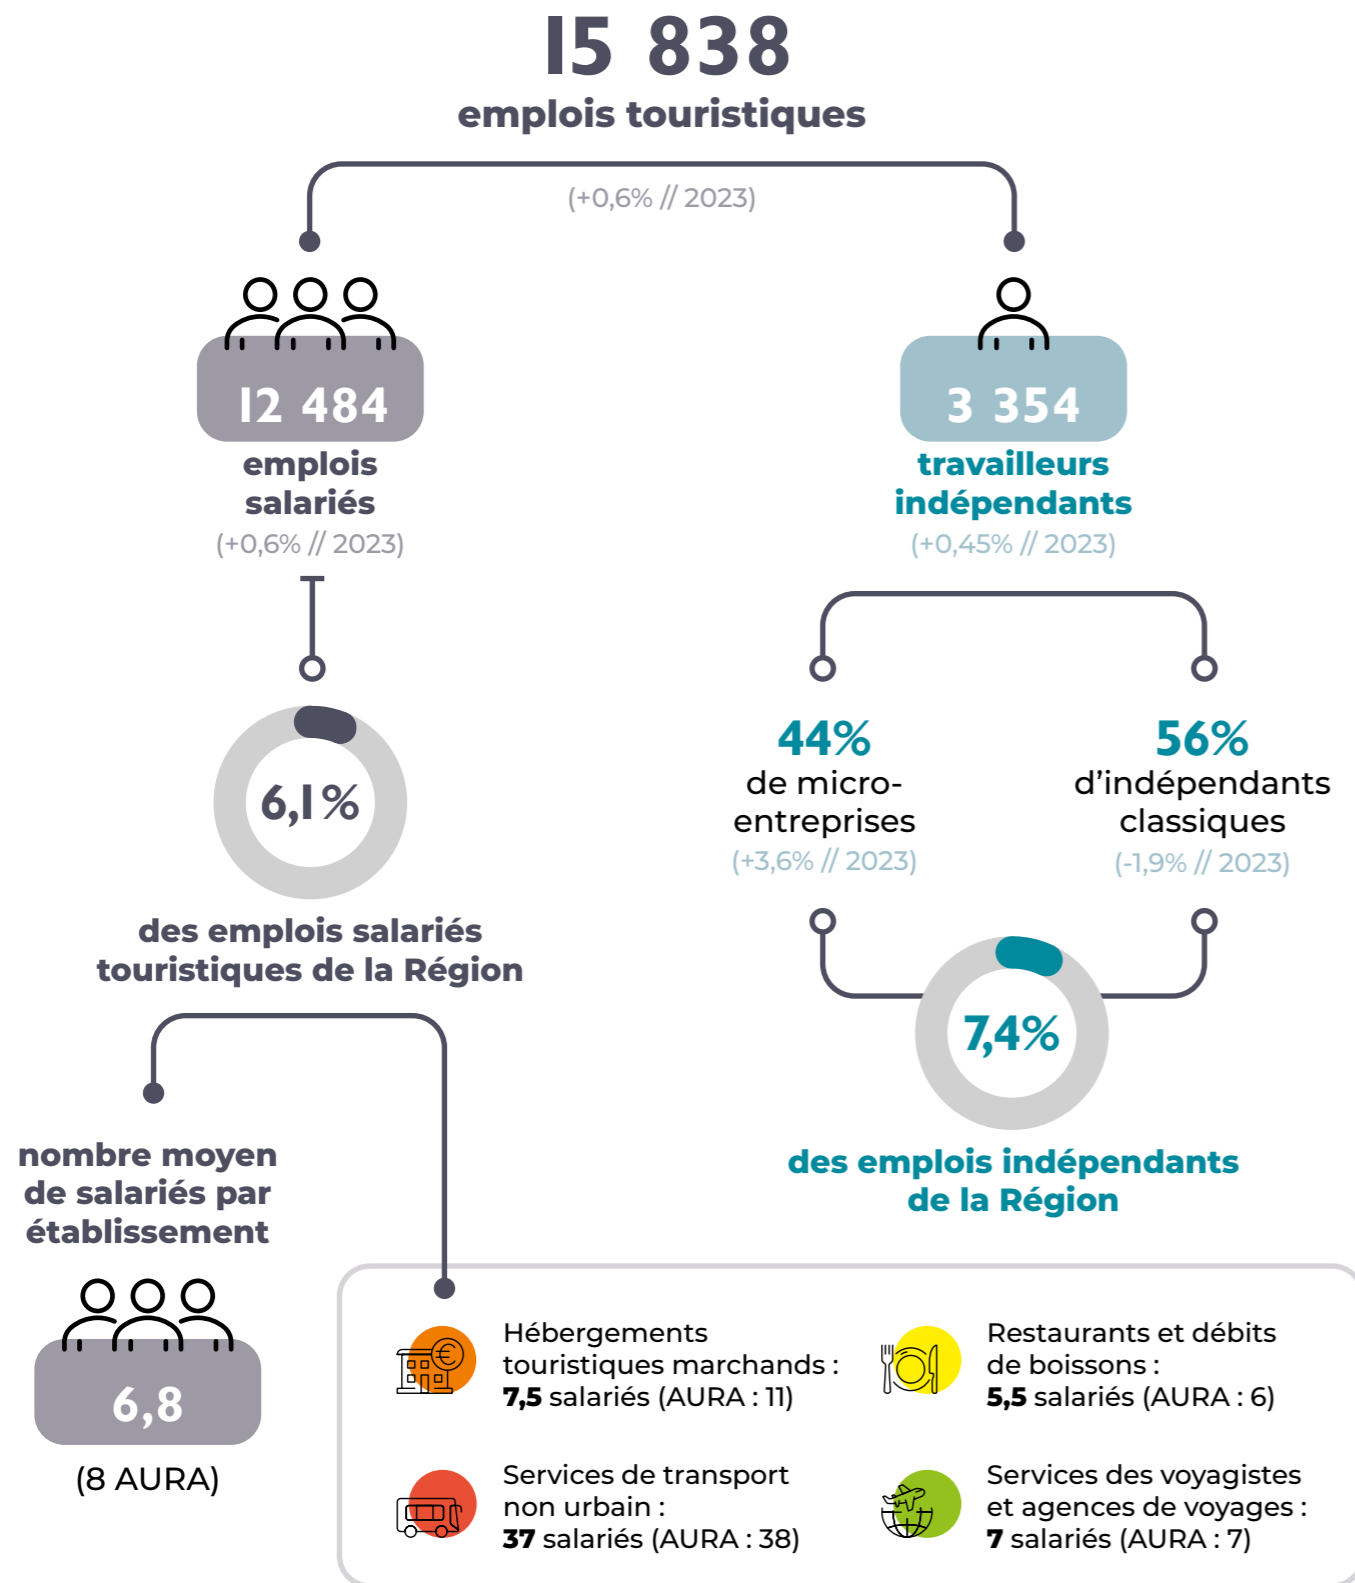 15 838
emplois touristiques
(+0,6% // 2023)
12 484
emplois
salariés
(+0,6% // 2023)
3 354
travailleurs
indépendants
(+0,45% // 2023)
6,1%
des emplois salariés
touristiques de la Région
44%
de micro-
entreprises
(+3,6% // 2023)
56%
d'indépendants
classiques
(-1,9% // 2023)
7,4%
des emplois indépendants
de la Région
nombre moyen
de salariés par
établissement
6,8
(8 AURA)
Hébergements
touristiques marchands :
7,5 salariés (AURA : 11)
Restaurants et débits
de boissons :
5,5 salariés (AURA : 6)
Services de transport
non urbain :
37 salariés (AURA : 38)
Services des voyagistes
et agences de voyages :
7 salariés (AURA : 7)